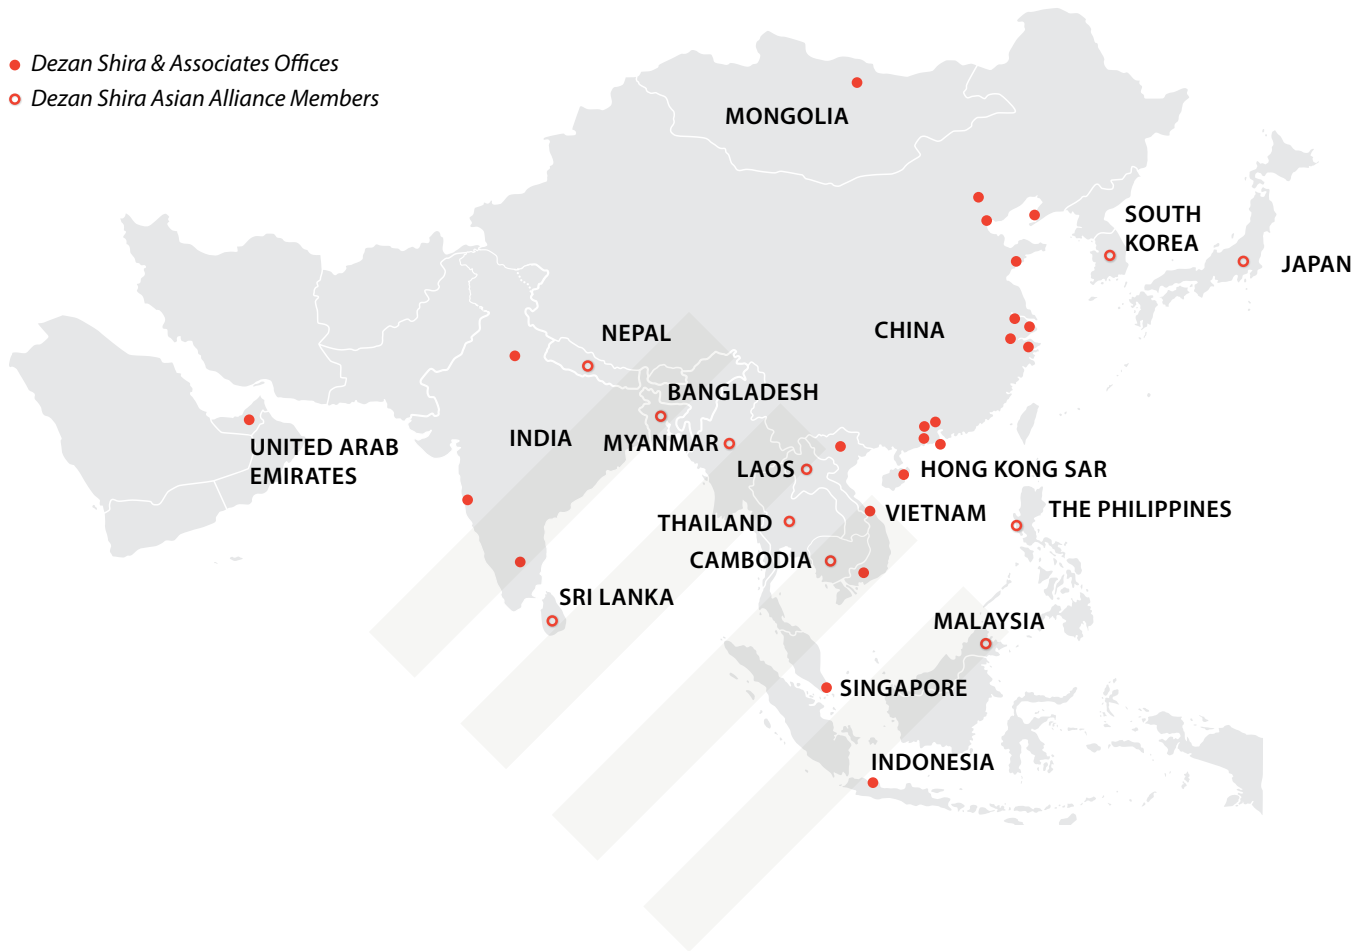 Dezan Shira & Associates Offices
Dezan Shira Asian Alliance Members
MONGOLIA
SOUTH
KOREA
JAPAN
CHINA
NEPAL
BANGLADESH
INDIA
MYANMAR
UNITED ARAB
EMIRATES
LAOS
HONG KONG SAR
THAILAND
VIETNAM
THE PHILIPPINES
CAMBODIA
SRI LANKA
MALAYSIA
SINGAPORE
INDONESIA